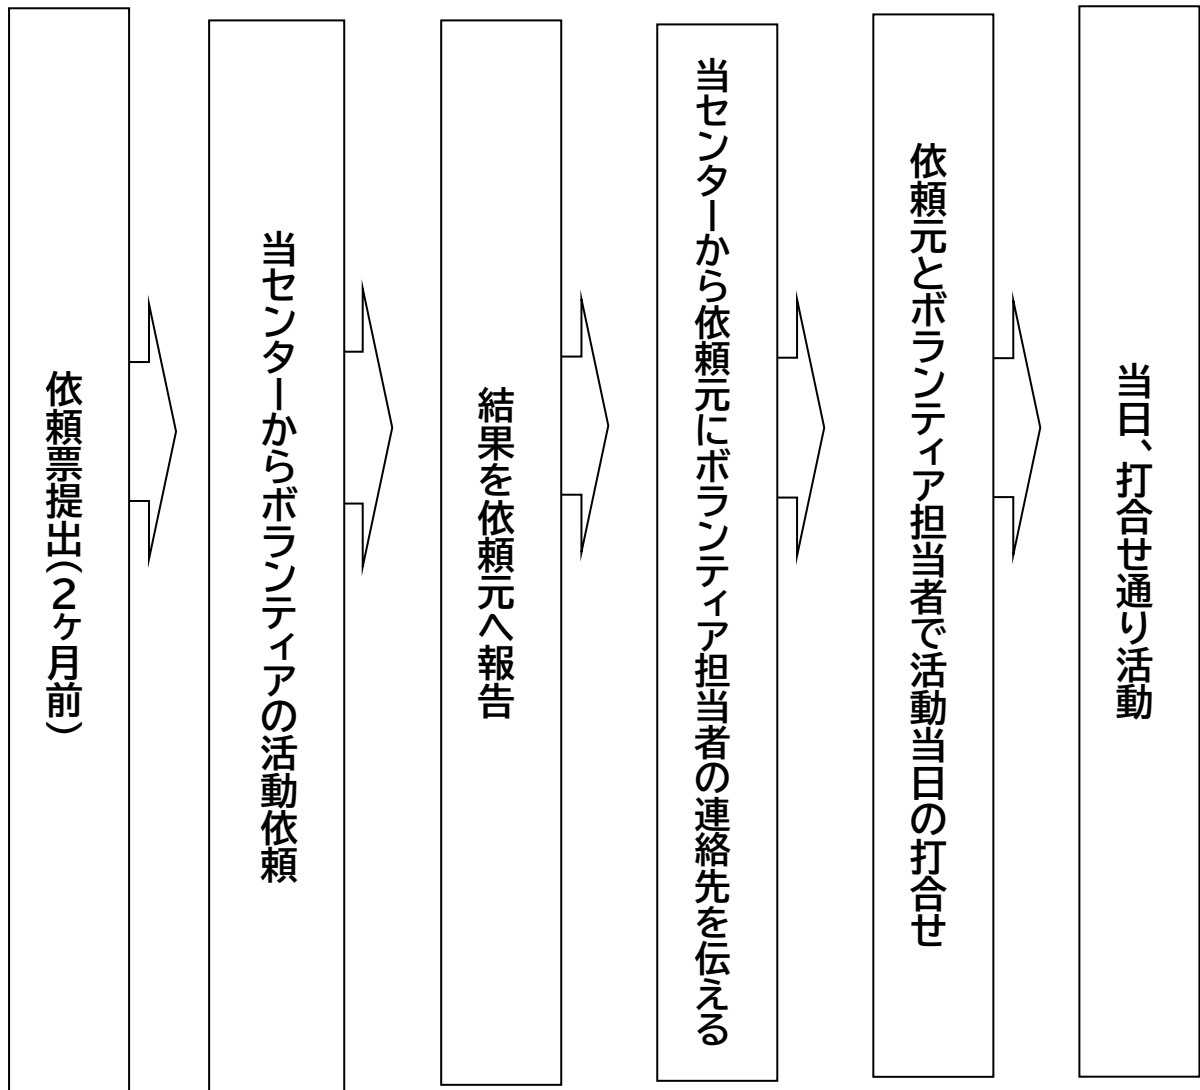 依頼票提出(2ヶ月前)
当センターからボランティアの活動依頼
結果を依頼元へ報告
当センターから依頼元にボランティア担当者の連絡先を伝える
依頼元とボランティア担当者で活動当日の打合せ
当日、打合せ通り活動